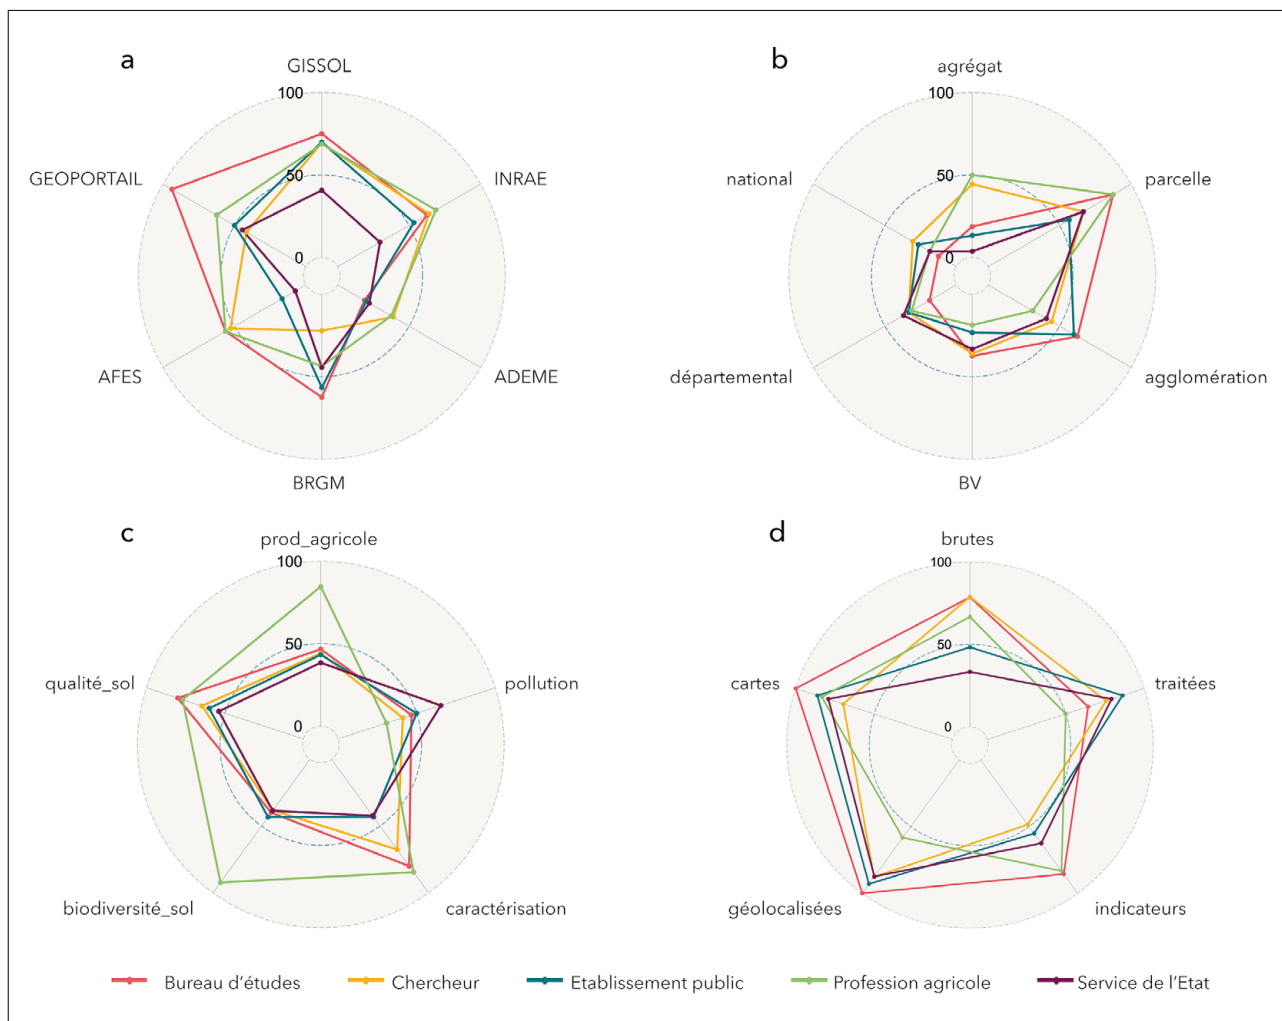 a
GISSOL
100
50
0
GEOPORTAIL
INRAE
AFES
ADEME
BRGM
b
agrégat
100
50
0
national
parcelle
départemental
agglomération
BV
c
prod_agricole
100
50
0
qualité_sol
pollution
biodiversité_sol
caractérisation
d
brutes
100
50
0
cartes
traitées
géolocalisées
indicateurs
Bureau d'études
Chercheur
Etablissement public
Profession agricole
Service de l'Etat